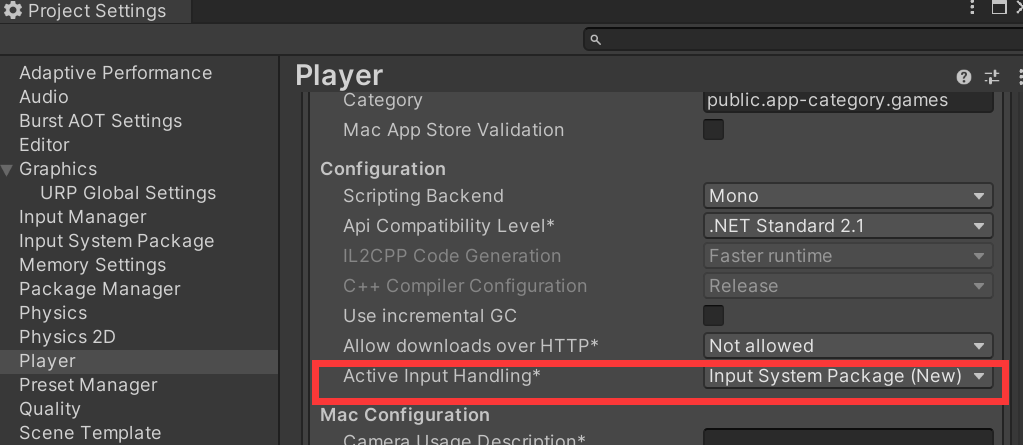 Project Settings
Adaptive Performance
Audio
Burst AOT Settings
Editor
Graphics
URP Global Settings
Input Manager
Input System Package
Memory Settings
Package Manager
Physics
Physics 2D
Player
Preset Manager
Quality
Scene Template
Player
Category public.app-category.games
Mac App Store Validation
Configuration
Scripting Backend Mono
Api Compatibility Level* .NET Standard 2.1
IL2CPP Code Generation Faster runtime
C++ Compiler Configuration Release
Use incremental GC
Allow downloads over HTTP* Not allowed
Active Input Handling* Input System Package (New)
Mac Configuration
Camera Usage Description*